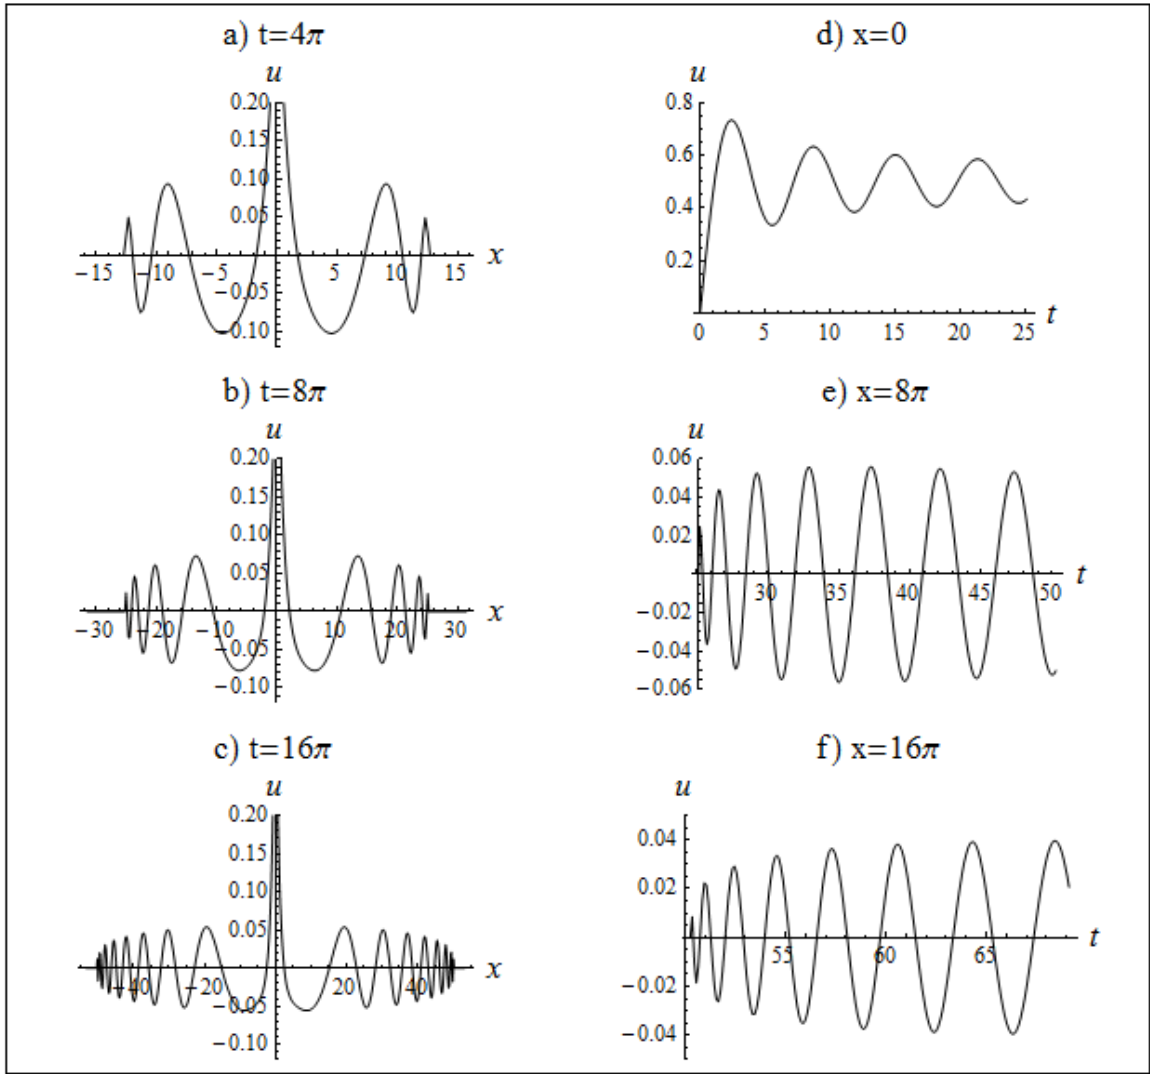 a) t=4π
u
0.20
0.15
0.10
0.05
−15 −10 −5 5 10 15 x
−0.05
−0.10
b) t=8π
u
0.20
0.15
0.10
0.05
−30 −20 −10 10 20 30 x
−0.05
−0.10
c) t=16π
u
0.20
0.15
0.10
0.05
−40 −20 20 40 x
−0.05
−0.10
d) x=0
u
0.8
0.6
0.4
0.2
0 5 10 15 20 25 t
e) x=8π
u
0.06
0.04
0.02
30 35 40 45 50 t
−0.02
−0.04
−0.06
f) x=16π
u
0.04
0.02
55 60 65 t
−0.02
−0.04